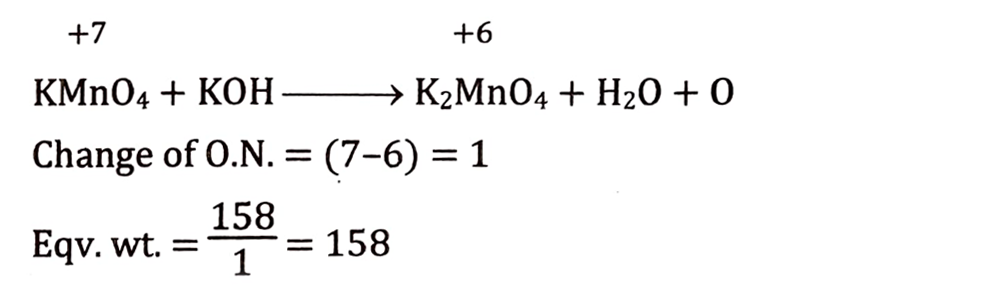 +7 +6
KMnO₄ + KOH ⟶ K₂MnO₄ + H₂O + O
Change of O.N. = (7–6) = 1
Eqv. wt. = 158/1 = 158